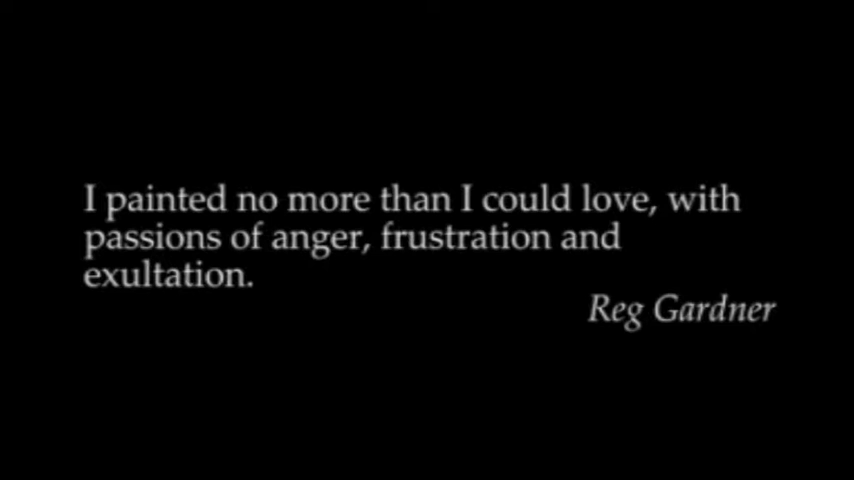 I painted no more than I could love, with
passions of anger, frustration and
exultation.
Reg Gardner